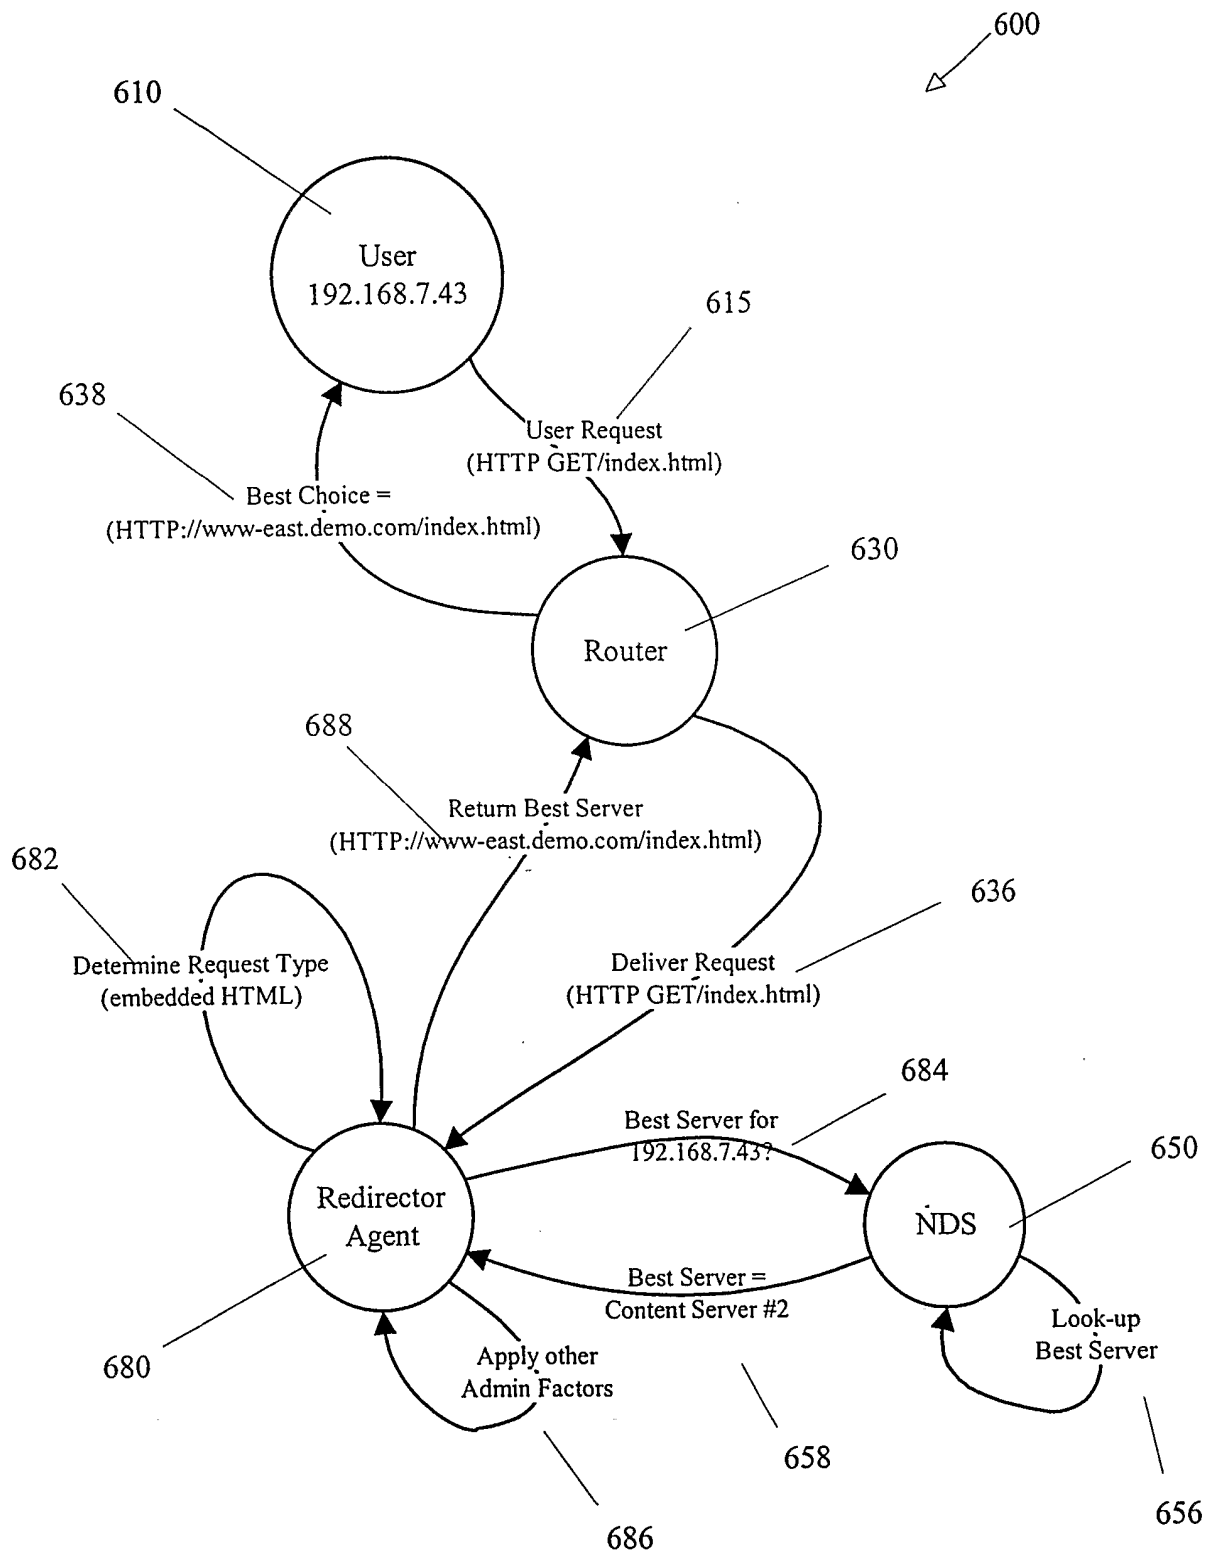 600
610
User
192.168.7.43
615
638
User Request
(HTTP GET/index.html)
Best Choice =
(HTTP://www-east.demo.com/index.html)
630
Router
688
Return Best Server
(HTTP://www-east.demo.com/index.html)
682
636
Determine Request Type
(embedded HTML)
Deliver Request
(HTTP GET/index.html)
684
Best Server for
192.168.7.43?
650
Redirector
Agent
NDS
Best Server =
Content Server #2
Look-up
Best Server
680
Apply other
Admin Factors
658
656
686